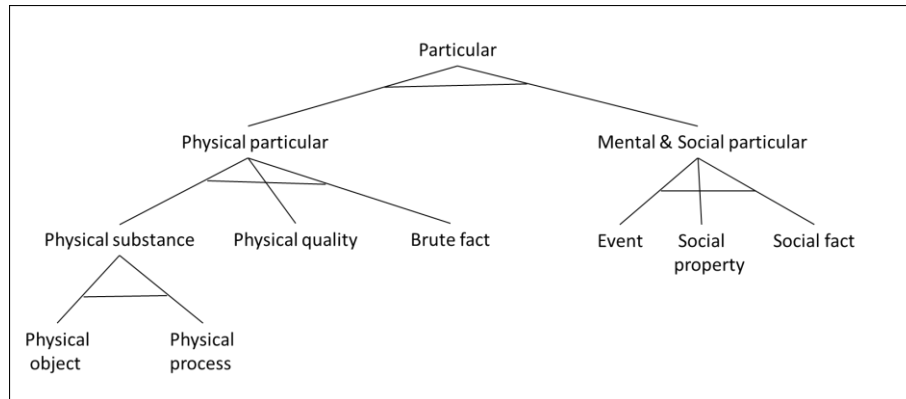 Particular
Physical particular
Mental & Social particular
Physical substance
Physical quality
Brute fact
Event
Social
property
Social fact
Physical
object
Physical
process